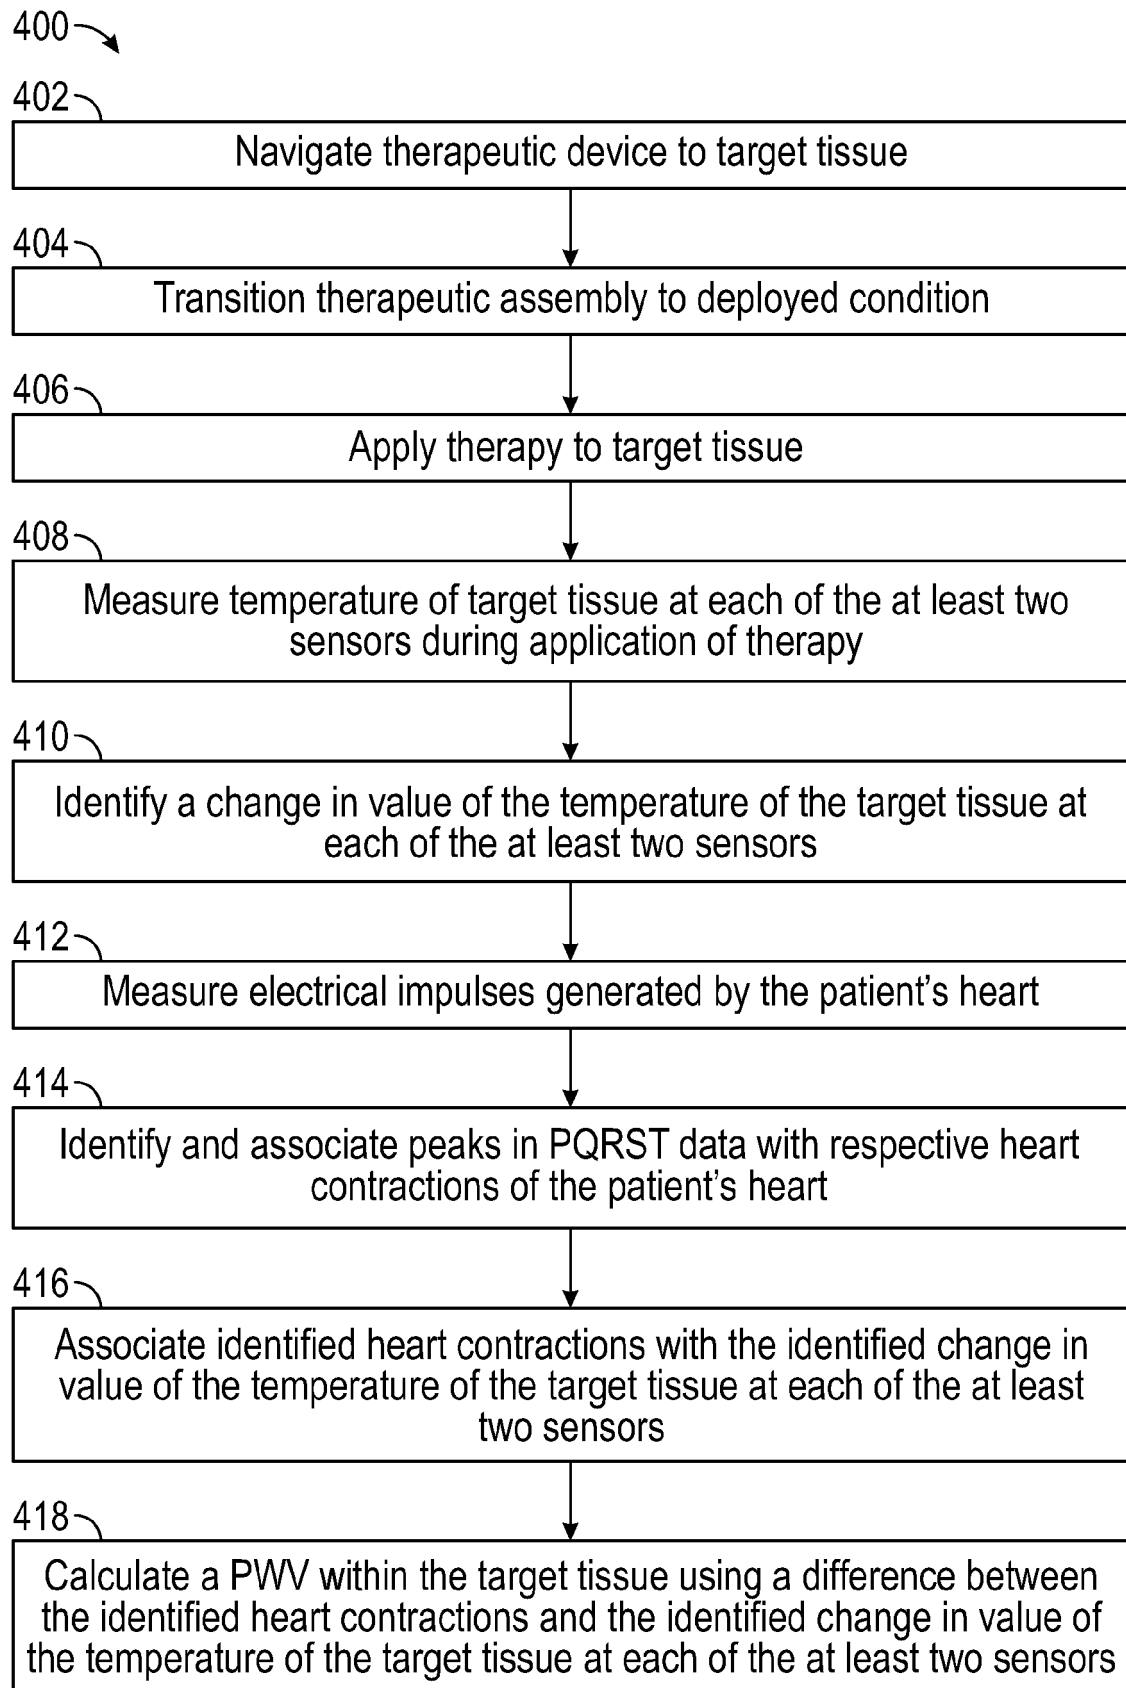 400
402
Navigate therapeutic device to target tissue
404
Transition therapeutic assembly to deployed condition
406
Apply therapy to target tissue
408
Measure temperature of target tissue at each of the at least two
sensors during application of therapy
410
Identify a change in value of the temperature of the target tissue at
each of the at least two sensors
412
Measure electrical impulses generated by the patient’s heart
414
Identify and associate peaks in PQRST data with respective heart
contractions of the patient’s heart
416
Associate identified heart contractions with the identified change in
value of the temperature of the target tissue at each of the at least
two sensors
418
Calculate a PWV within the target tissue using a difference between
the identified heart contractions and the identified change in value of
the temperature of the target tissue at each of the at least two sensors